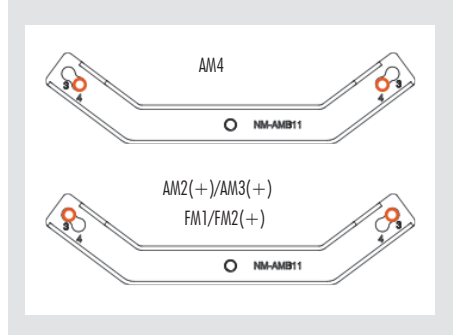 AM4
3 3
4 4
NM-AMB11
AM2(+)/AM3(+)
FM1/FM2(+)
3 3
4 4
NM-AMB11